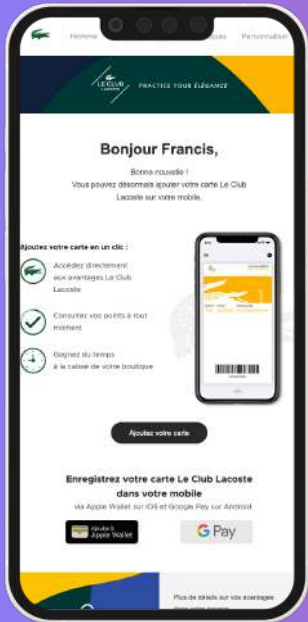 Homme
Personnaliser
LE CLUB
LACOSTE
PRACTICE YOUR ÉLÉGANCE
Bonjour Francis,
Bonne nouvelle !
Vous pouvez désormais ajouter votre carte Le Club
Lacoste sur votre mobile.
Ajoutez votre carte en un clic :
Accédez directement
aux avantages Le Club
Lacoste
Consultez vos points à tout
moment
Gagnez du temps
à la caisse de votre boutique
Ajoutez votre carte
Enregistrez votre carte Le Club Lacoste
dans votre mobile
via Apple Wallet sur iOS et Google Pay sur Android
Ajouter à
Apple Wallet
G Pay
Plus de détails sur vos avantages